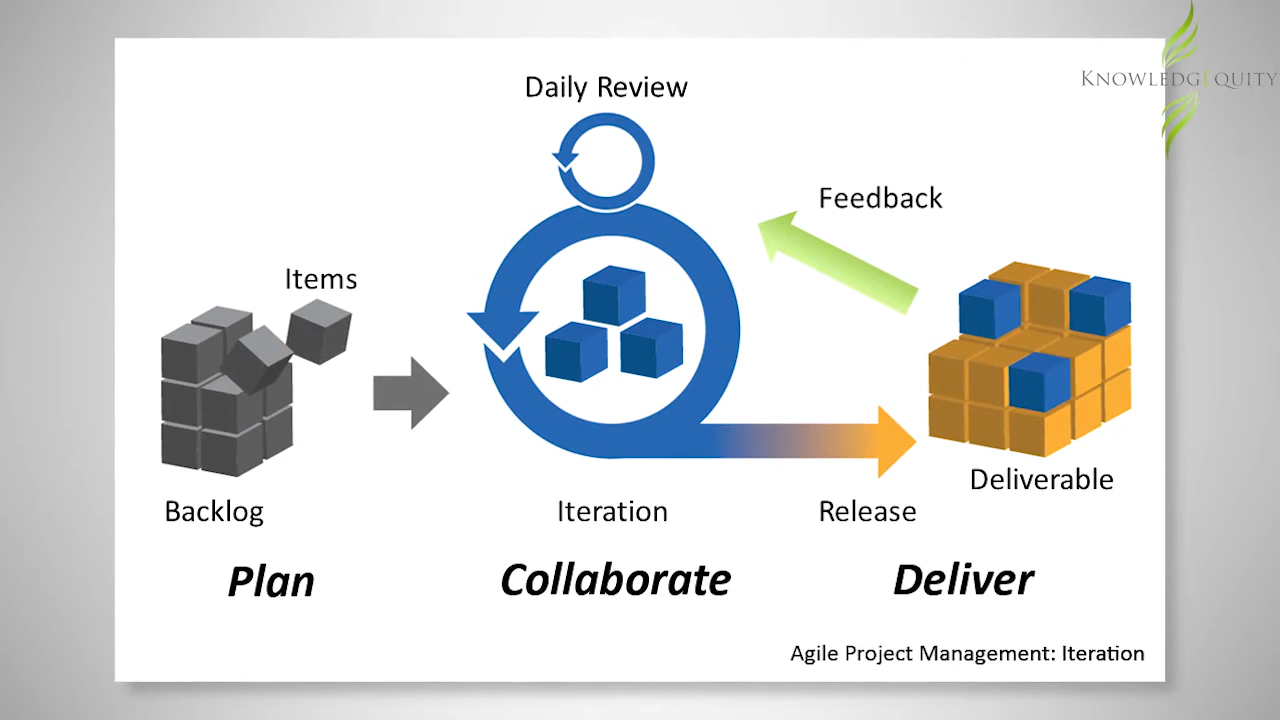 KNOWLEDGEQUITY
Daily Review
Feedback
Items
Deliverable
Backlog
Iteration
Release
Plan
Collaborate
Deliver
Agile Project Management: Iteration